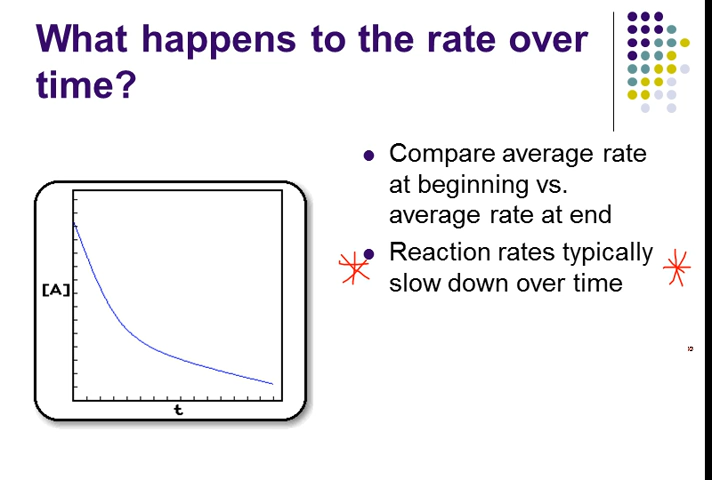 What happens to the rate over
time?
Compare average rate
at beginning vs.
average rate at end
Reaction rates typically
slow down over time
[A]
t